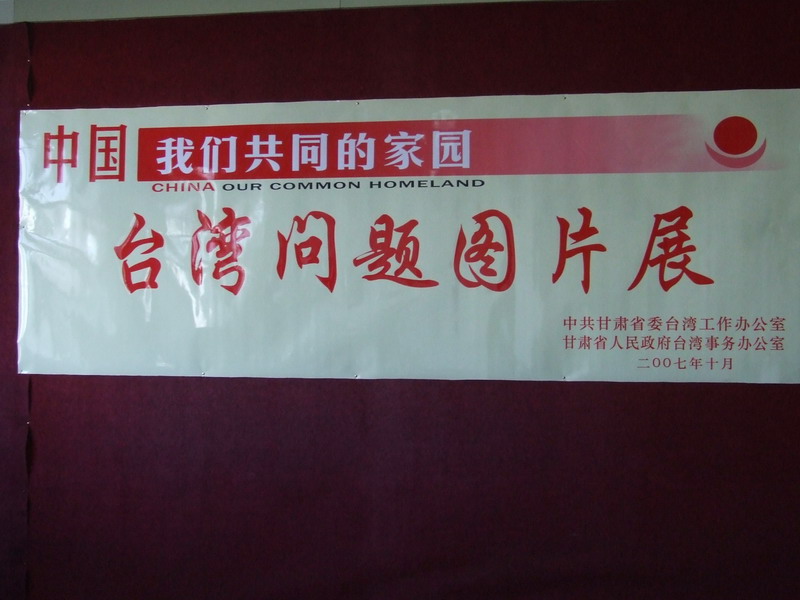 中国 我们共同的家园
CHINA OUR COMMON HOMELAND
台湾问题图片展
中共甘肃省委台湾工作办公室
甘肃省人民政府台湾事务办公室
二00七年十月